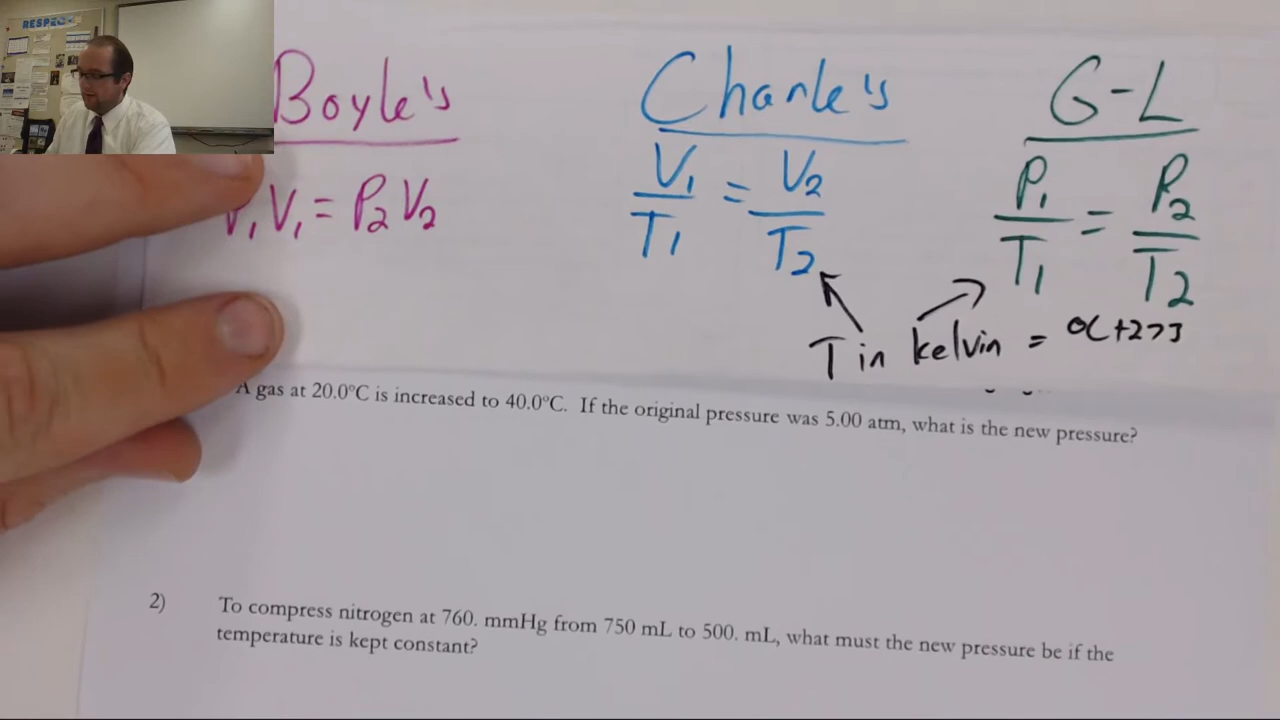 RESPEC
Boyle's
Charle's
G-L
P₁V₁ = P₂V₂
V₁/T₁ = V₂/T₂
P₁/T₁ = P₂/T₂
T in kelvin = °C+273
A gas at 20.0°C is increased to 40.0°C. If the original pressure was 5.00 atm, what is the new pressure?
2) To compress nitrogen at 760. mmHg from 750 mL to 500. mL, what must the new pressure be if the
temperature is kept constant?